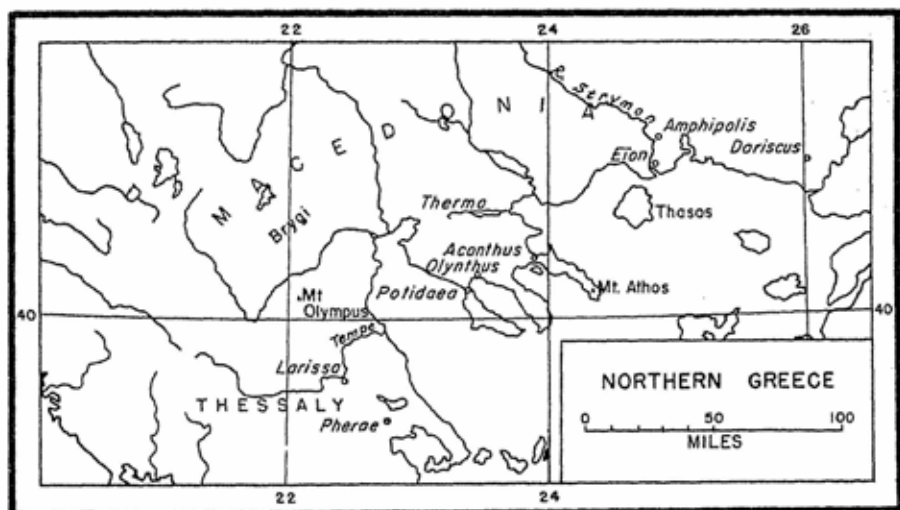 22
24
26
R. Strymon
MACEDONIA
Amphipolis
Doriscus
Eion
Therma
Thasos
Brygi
Acanthus
Olynthus
Mt. Athos
Potidaea
Mt
Olympus
40
40
Tempe
Larissa
THESSALY
Pherae
NORTHERN GREECE
0 50 100
MILES
22
24